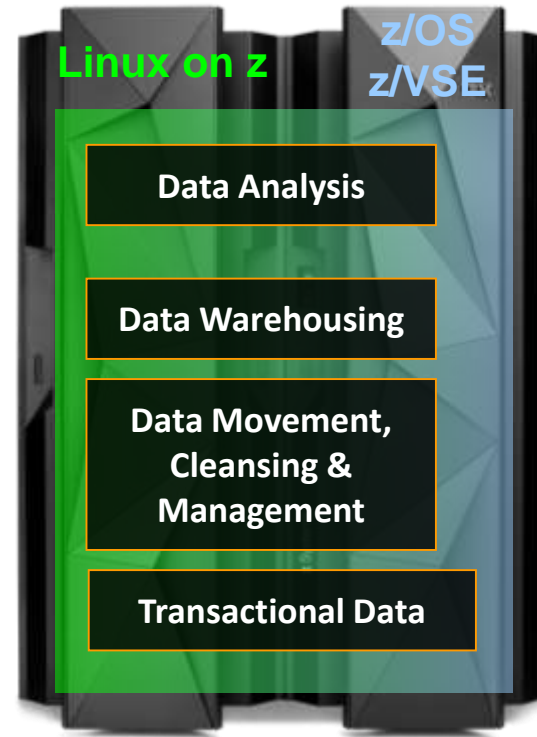 Linux on z
z/OS
z/VSE
Data Analysis
Data Warehousing
Data Movement,
Cleansing &
Management
Transactional Data